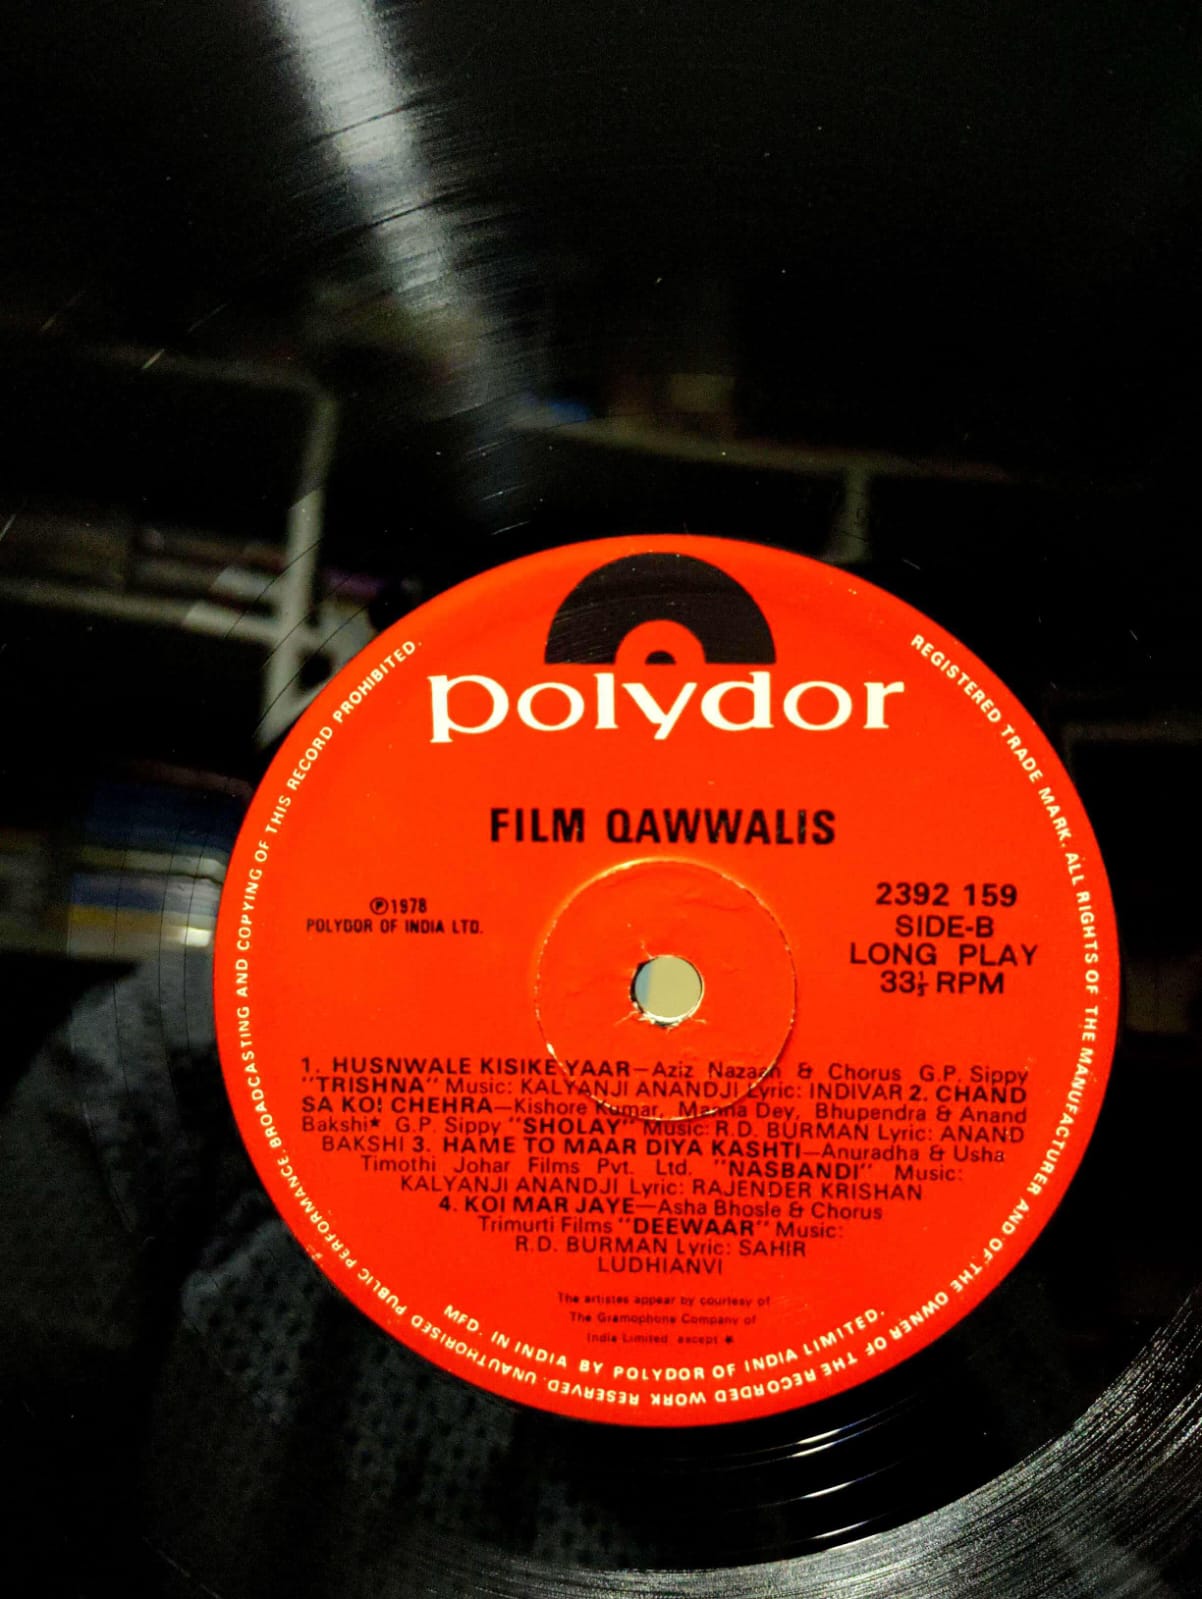 polydor
FILM QAWWALIS
℗1978
POLYDOR OF INDIA LTD.
2392 159
SIDE-B
LONG PLAY
33⅓ RPM
1. HUSNWALE KISIKE YAAR—Aziz Nazaan & Chorus G.P. Sippy
"TRISHNA" Music: KALYANJI ANANDJI Lyric: INDIVAR 2. CHAND
SA KOI CHEHRA—Kishore Kumar, Manna Dey, Bhupendra & Anand
Bakshi★ G.P. Sippy "SHOLAY" Music: R.D. BURMAN Lyric: ANAND
BAKSHI 3. HAME TO MAAR DIYA KASHTI—Anuradha & Usha
Timothi Johar Films Pvt. Ltd. "NASBANDI" Music:
KALYANJI ANANDJI Lyric: RAJENDER KRISHAN
4. KOI MAR JAYE—Asha Bhosle & Chorus
Trimurti Films "DEEWAAR" Music:
R.D. BURMAN Lyric: SAHIR
LUDHIANVI
The artistes appear by courtesy of
The Gramophone Company of
India Limited except ★
MFD. IN INDIA BY POLYDOR OF INDIA LIMITED.
REGISTERED TRADE MARK. ALL RIGHTS OF THE MANUFACTURER AND OF THE OWNER OF THE RECORDED WORK RESERVED. UNAUTHORISED PUBLIC PERFORMANCE. BROADCASTING AND COPYING OF THIS RECORD PROHIBITED.